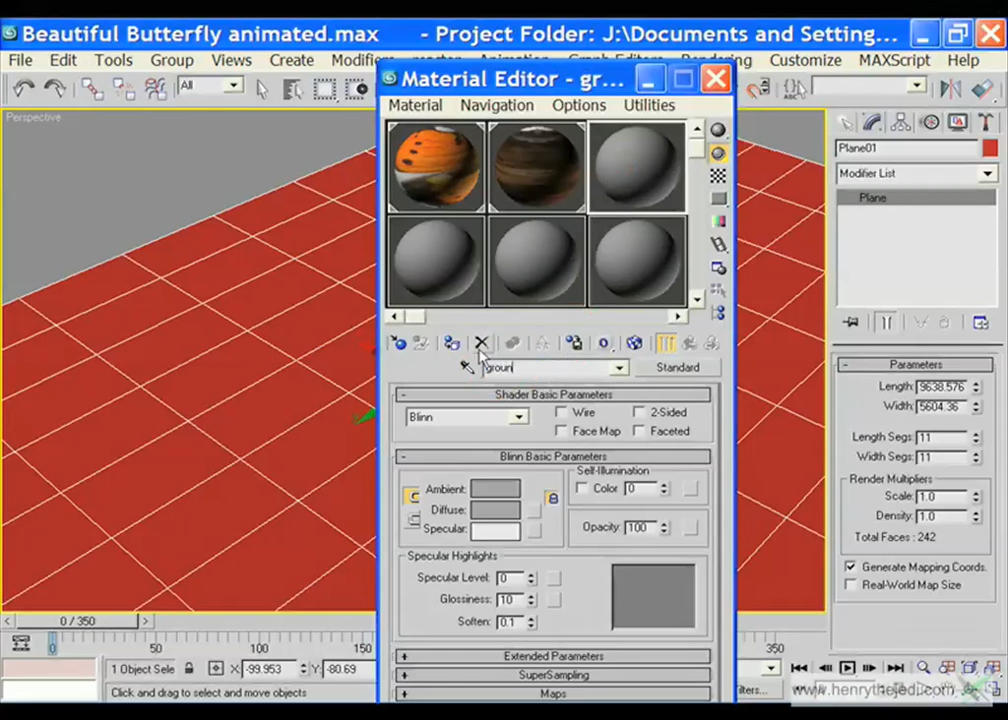 Beautiful Butterfly animated.max - Project Folder: J:\Documents and Setting...
File Edit Tools Group Views Create Modifiers Customize MAXScript Help
Material Editor - gr...
Material Navigation Options Utilities
All
Perspective
Plane01
Modifier List
Plane
groun Standard
Shader Basic Parameters
Blinn Wire 2-Sided
Face Map Faceted
Blinn Basic Parameters
Self-Illumination
Ambient: Color 0
Diffuse:
Specular: Opacity: 100
Specular Highlights
Specular Level: 0
Glossiness: 10
Soften: 0.1
Extended Parameters
SuperSampling
Maps
Parameters
Length: 9638.576
Width: 5604.36
Length Segs: 11
Width Segs: 11
Render Multipliers
Scale: 1.0
Density: 1.0
Total Faces : 242
Generate Mapping Coords.
Real-World Map Size
0 / 350
0 50 100 150 350
1 Object Sele X: -99.953 Y: -80.69
Click and drag to select and move objects
ilters...
www.henrythejedi.com